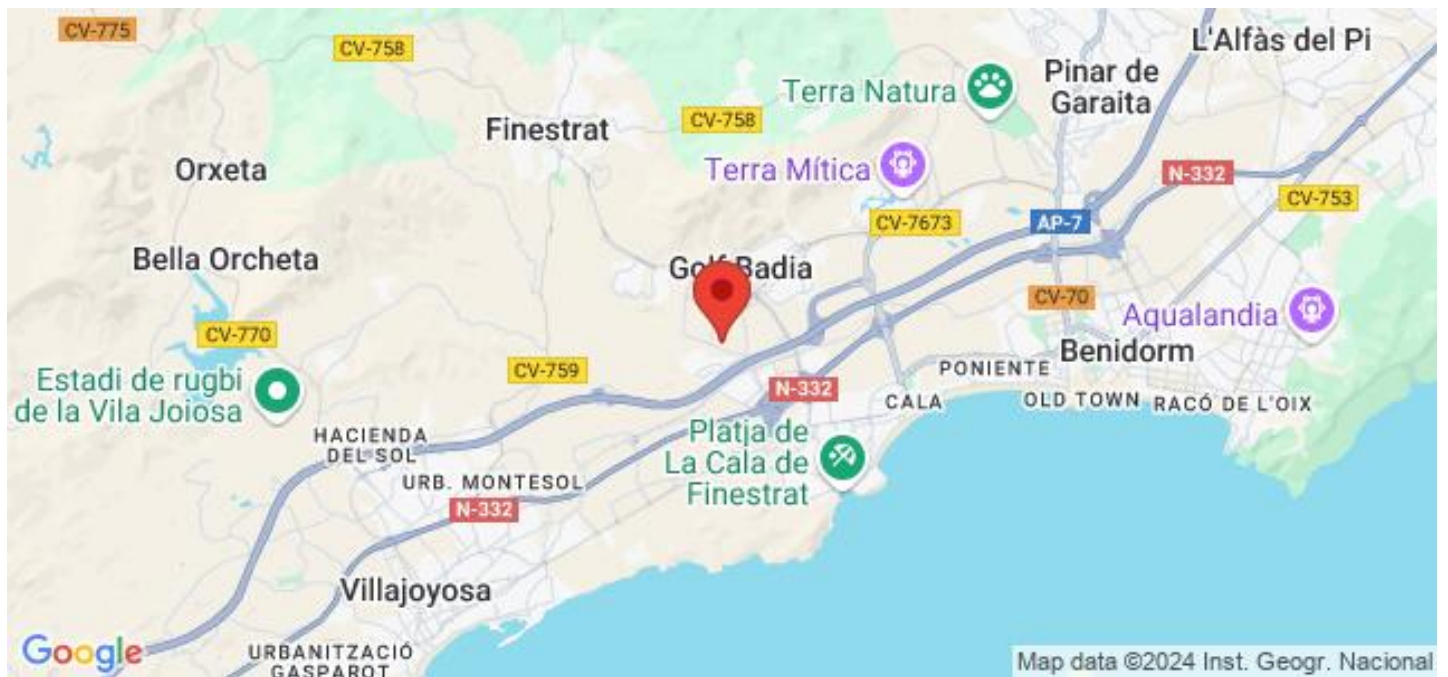 CV-775
CV-758
L'Alfàs del Pi
Terra Natura
Pinar de
Garaita
Finestrat
CV-758
Orxeta
Terra Mítica
N-332
CV-753
CV-7673
AP-7
Bella Orcheta
Golf Badia
CV-70
Aqualandia
CV-770
Benidorm
PONIENTE
CV-759
Estadi de rugbi
de la Vila Joiosa
N-332
CALA
OLD TOWN
RACÓ DE L'OIX
HACIENDA
DEL SOL
Platja de
La Cala de
Finestrat
URB. MONTESOL
N-332
Villajoyosa
URBANITZACIÓ
GASPAROT
Google
Map data ©2024 Inst. Geogr. Nacional